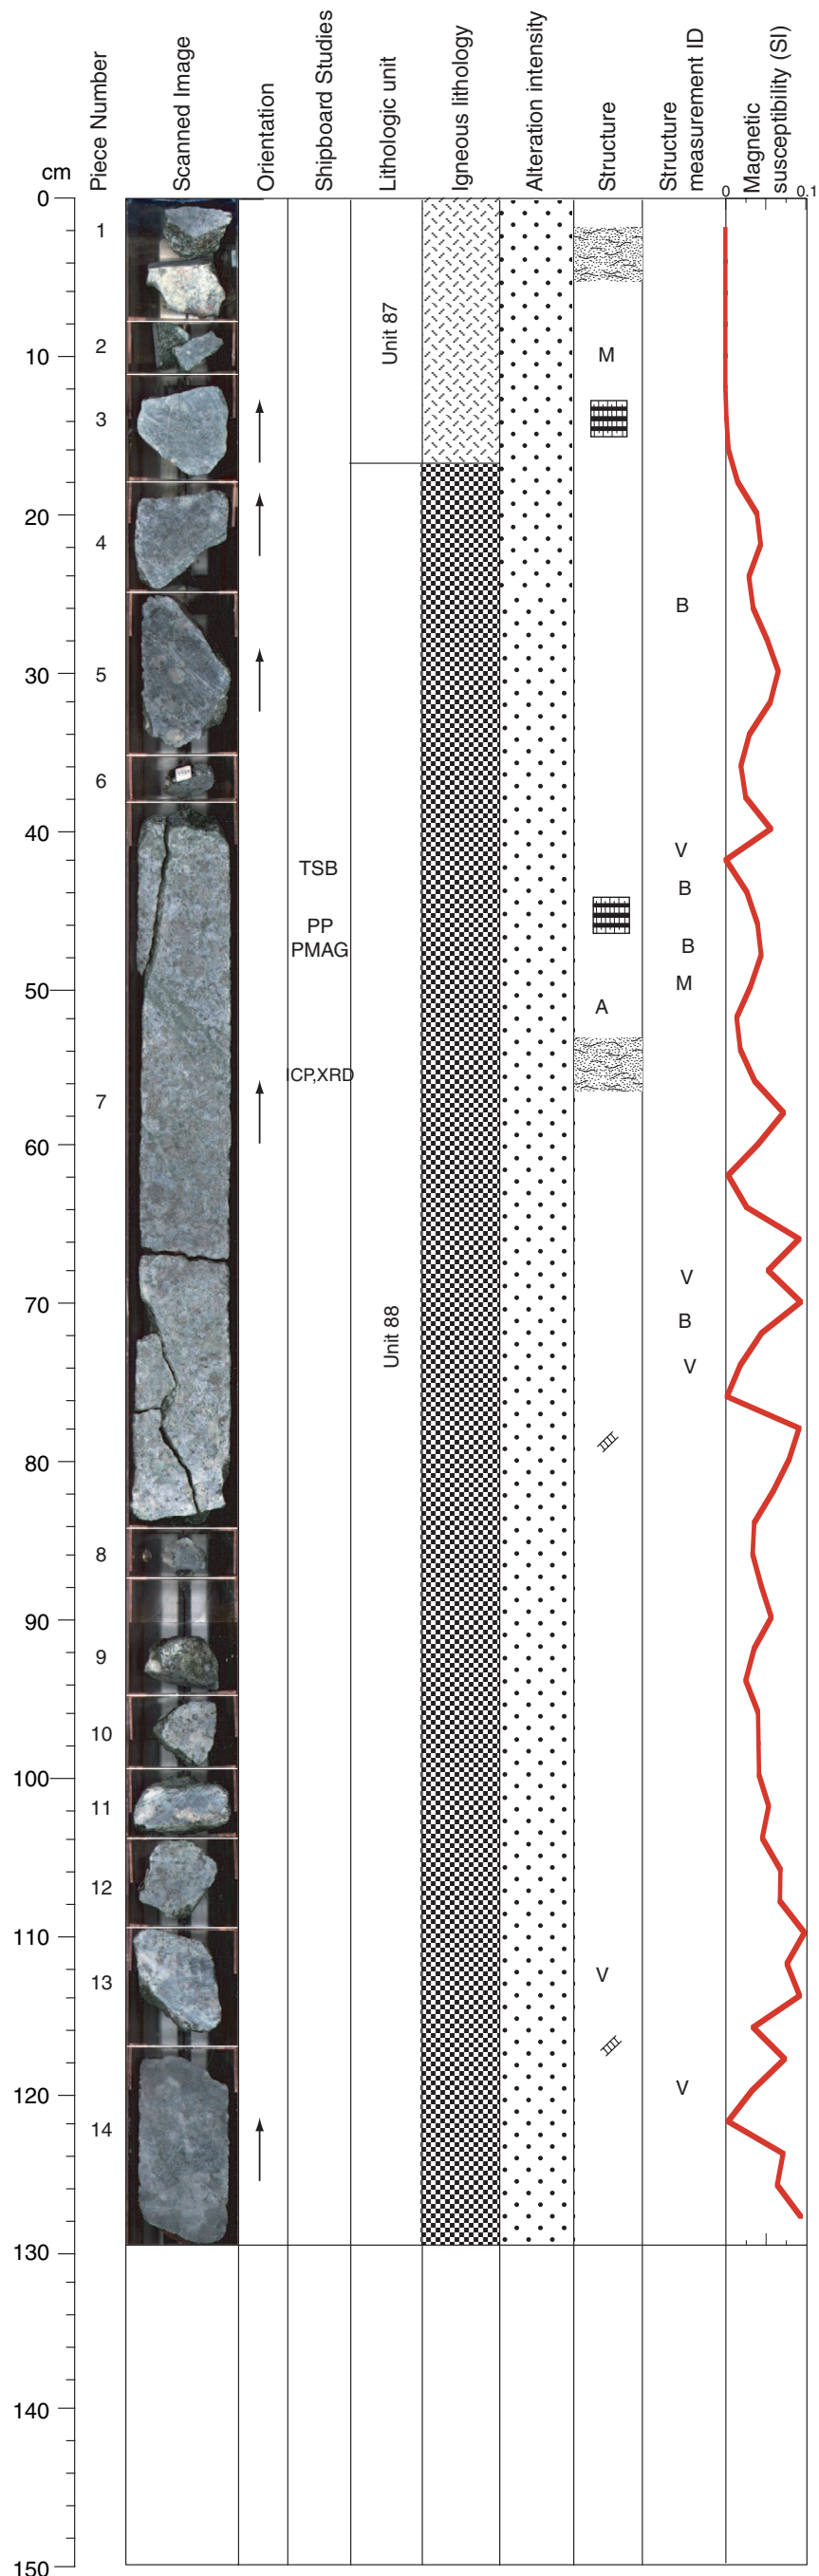 cm
Piece Number
Scanned Image
Orientation
Shipboard Studies
Lithologic unit
Igneous lithology
Alteration intensity
Structure
Structure
measurement ID
Magnetic
susceptibility (SI)
0 0.1
0
1
Unit 87
2
10
M
3
20
4
B
30
5
6
40
V
TSB
B
PP
B
PMAG
M
50
A
ICP,XRD
7
60
V
70
B
Unit 88
V
80
8
90
9
10
100
11
12
110
13
V
120
V
14
130
140
150